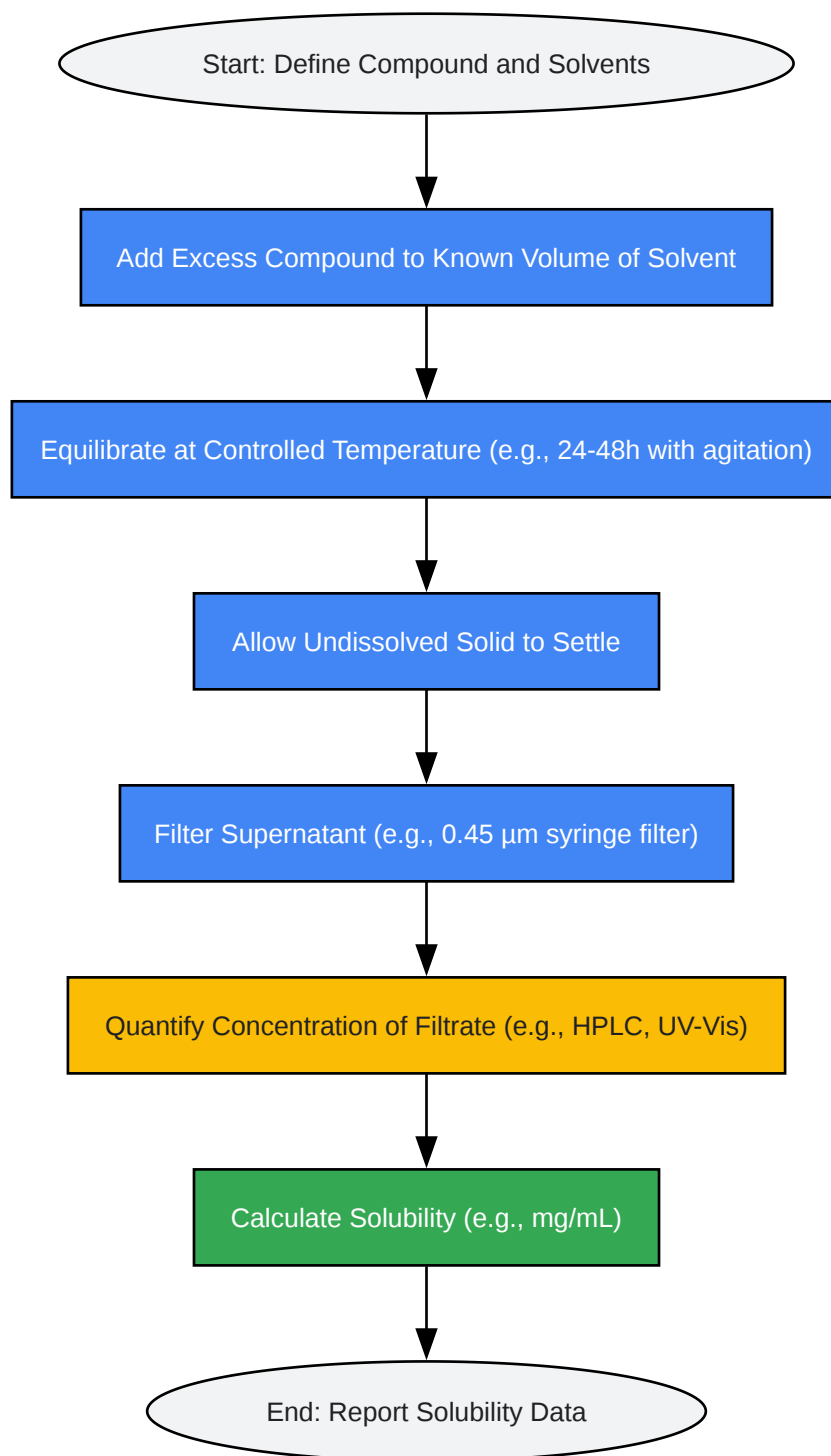 Start: Define Compound and Solvents
Add Excess Compound to Known Volume of Solvent
Equilibrate at Controlled Temperature (e.g., 24-48h with agitation)
Allow Undissolved Solid to Settle
Filter Supernatant (e.g., 0.45 µm syringe filter)
Quantify Concentration of Filtrate (e.g., HPLC, UV-Vis)
Calculate Solubility (e.g., mg/mL)
End: Report Solubility Data